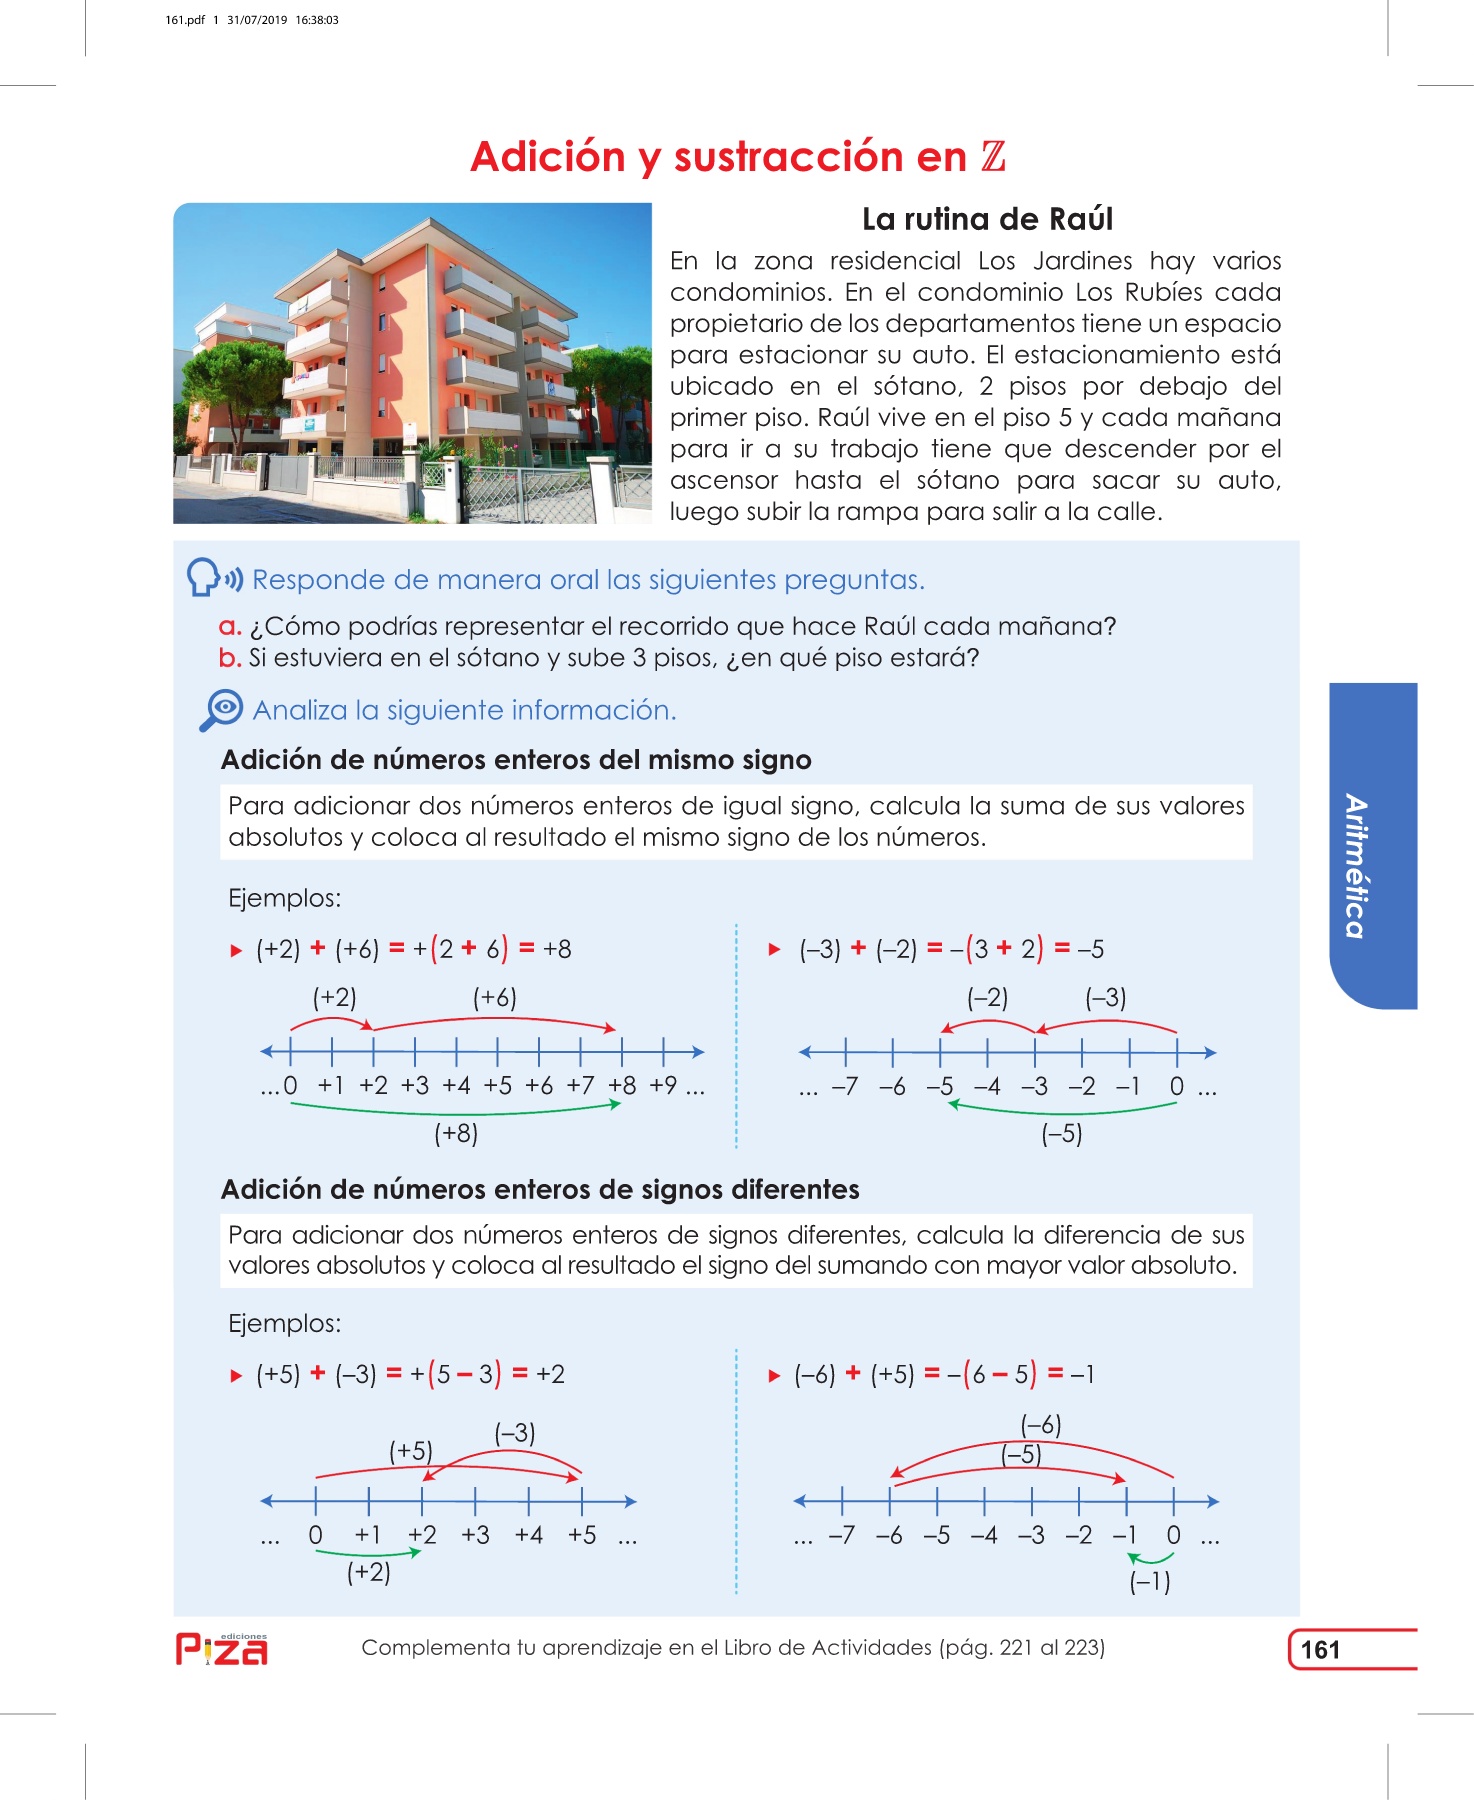 161.pdf 1 31/07/2019 16:38:03
Adición y sustracción en ℤ
La rutina de Raúl
En la zona residencial Los Jardines hay varios
condominios. En el condominio Los Rubíes cada
propietario de los departamentos tiene un espacio
para estacionar su auto. El estacionamiento está
ubicado en el sótano, 2 pisos por debajo del
primer piso. Raúl vive en el piso 5 y cada mañana
para ir a su trabajo tiene que descender por el
ascensor hasta el sótano para sacar su auto,
luego subir la rampa para salir a la calle.
Responde de manera oral las siguientes preguntas.
a. ¿Cómo podrías representar el recorrido que hace Raúl cada mañana?
b. Si estuviera en el sótano y sube 3 pisos, ¿en qué piso estará?
Analiza la siguiente información.
Adición de números enteros del mismo signo
Para adicionar dos números enteros de igual signo, calcula la suma de sus valores
absolutos y coloca al resultado el mismo signo de los números.
Ejemplos:
(+2) + (+6) = +(2 + 6) = +8
(+2) (+6)
...0 +1 +2 +3 +4 +5 +6 +7 +8 +9 ...
(+8)
(–3) + (–2) = –(3 + 2) = –5
(–2) (–3)
... –7 –6 –5 –4 –3 –2 –1 0 ...
(–5)
Adición de números enteros de signos diferentes
Para adicionar dos números enteros de signos diferentes, calcula la diferencia de sus
valores absolutos y coloca al resultado el signo del sumando con mayor valor absoluto.
Ejemplos:
(+5) + (–3) = +(5 – 3) = +2
(–3)
(+5)
... 0 +1 +2 +3 +4 +5 ...
(+2)
(–6) + (+5) = –(6 – 5) = –1
(–6)
(–5)
... –7 –6 –5 –4 –3 –2 –1 0 ...
(–1)
Aritmética
ediciones
Piza
Complementa tu aprendizaje en el Libro de Actividades (pág. 221 al 223)
161